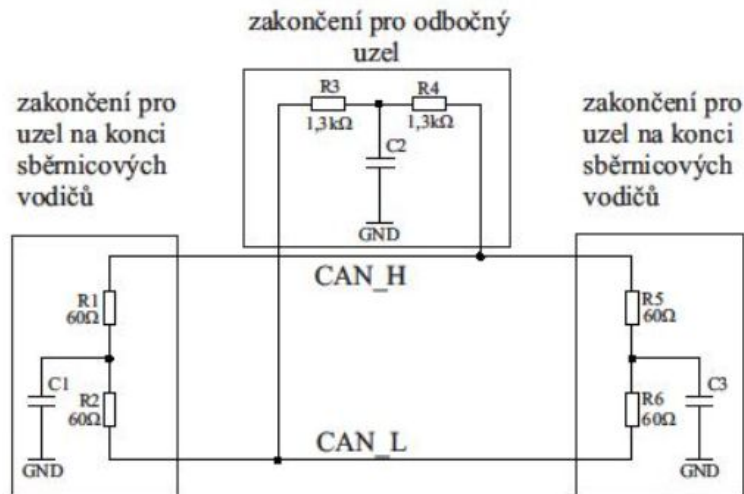 zakončení pro odbočný
uzel
zakončení pro
uzel na konci
sběrnicových
vodičů
R3
1,3kΩ
R4
1,3kΩ
C2
GND
zakončení pro
uzel na konci
sběrnicových
vodičů
CAN_H
R1
60Ω
C1
R2
60Ω
GND
R5
60Ω
R6
60Ω
C3
GND
CAN_L